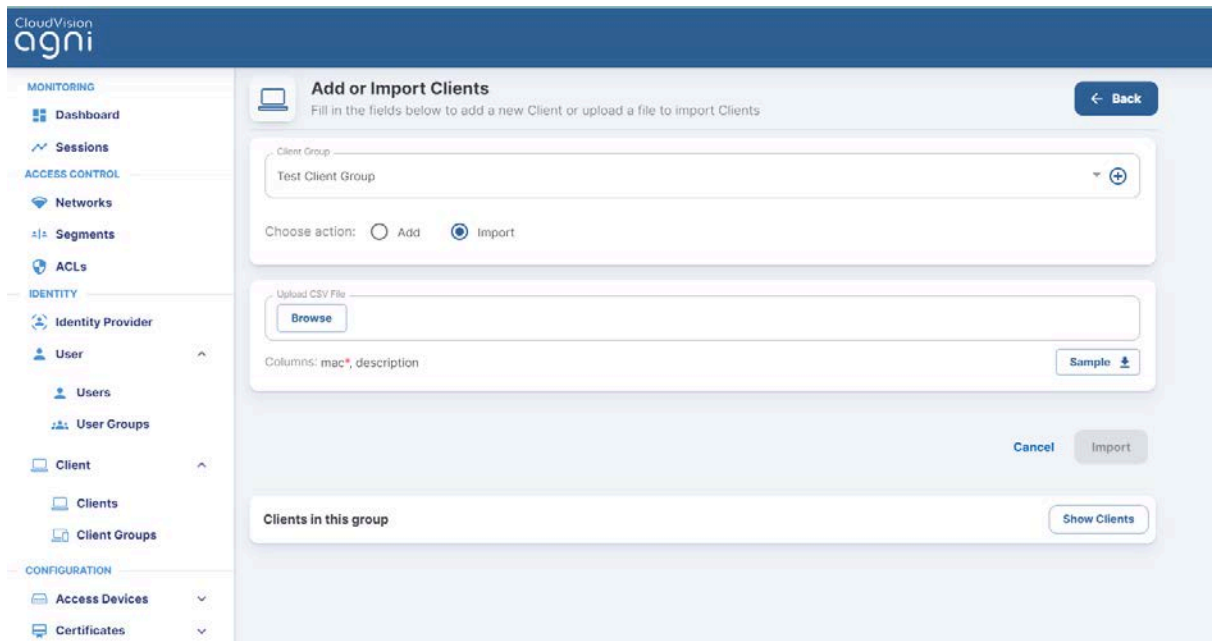 CloudVision
agni
MONITORING
Dashboard
Sessions
ACCESS CONTROL
Networks
Segments
ACLs
IDENTITY
Identity Provider
User
Users
User Groups
Client
Clients
Client Groups
CONFIGURATION
Access Devices
Certificates
Add or Import Clients
Fill in the fields below to add a new Client or upload a file to import Clients
← Back
Client Group
Test Client Group
Choose action: Add Import
Upload CSV File
Browse
Columns: mac*, description
Sample
Cancel Import
Clients in this group
Show Clients